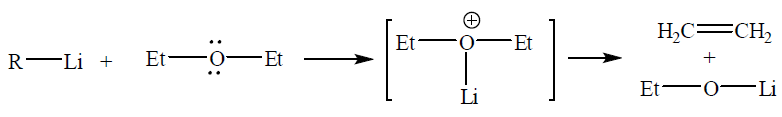 R—Li + Et—O—Et
Et—O—Et
⊕
Li
H₂C=CH₂
+
Et—O—Li